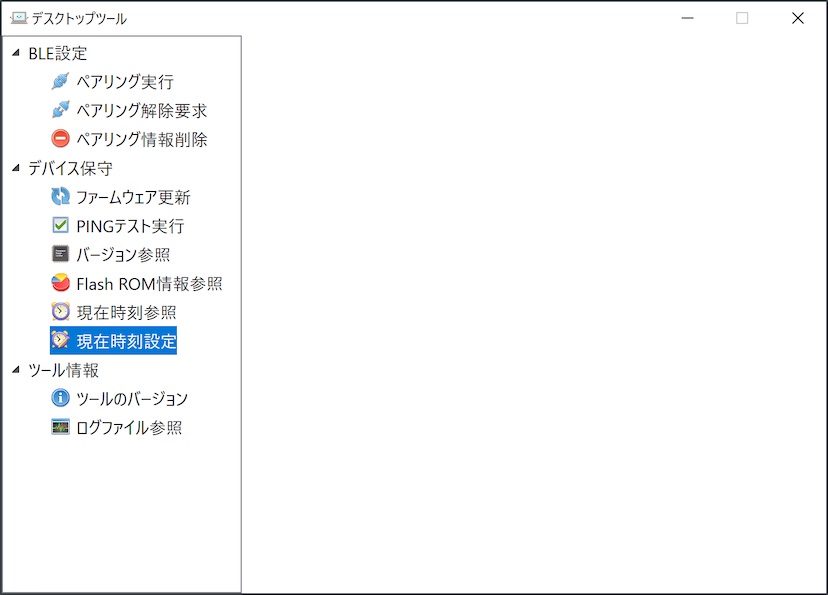 デスクトップツール
BLE設定
ペアリング実行
ペアリング解除要求
ペアリング情報削除
デバイス保守
ファームウェア更新
PINGテスト実行
バージョン参照
Flash ROM情報参照
現在時刻参照
現在時刻設定
ツール情報
ツールのバージョン
ログファイル参照